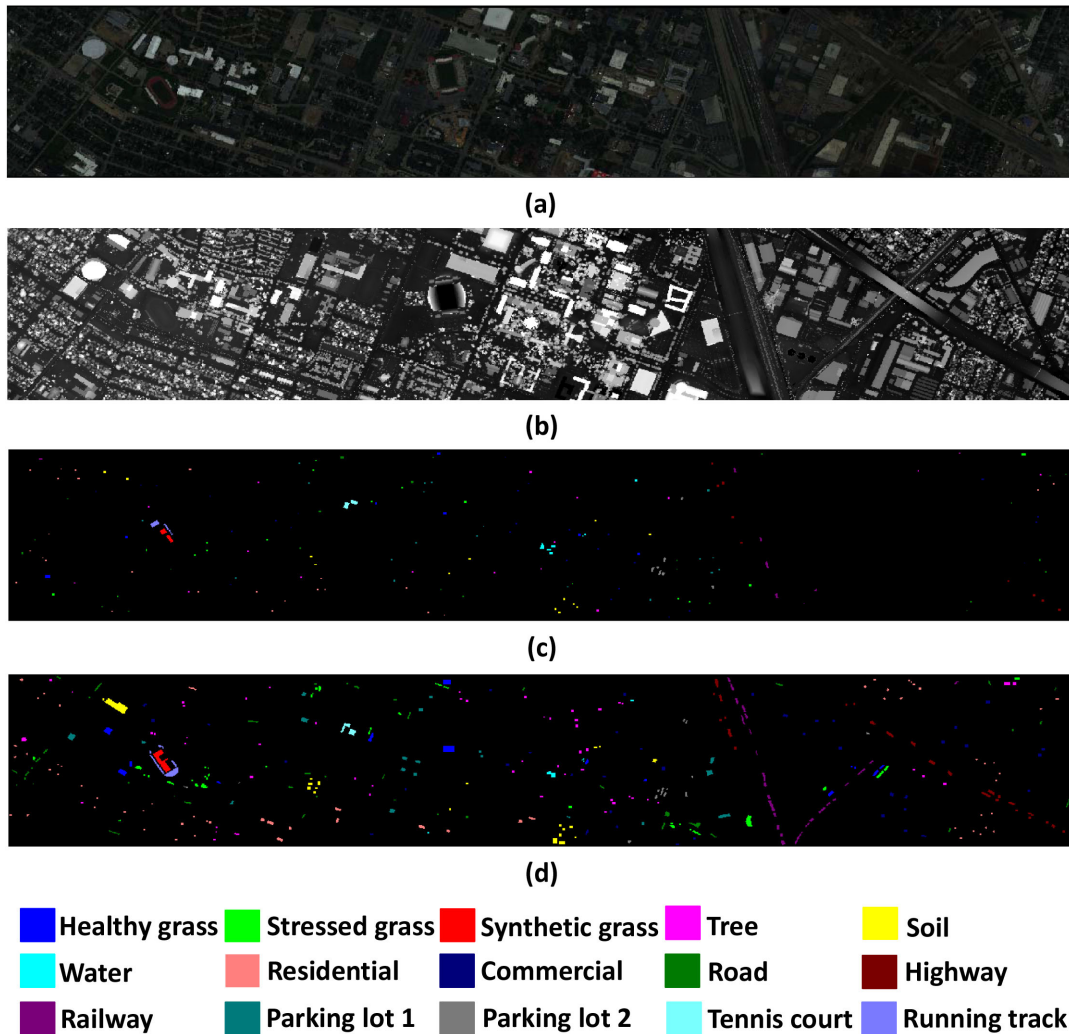 (a)
(b)
(c)
(d)
Healthy grass Stressed grass Synthetic grass Tree Soil
Water Residential Commercial Road Highway
Railway Parking lot 1 Parking lot 2 Tennis court Running track